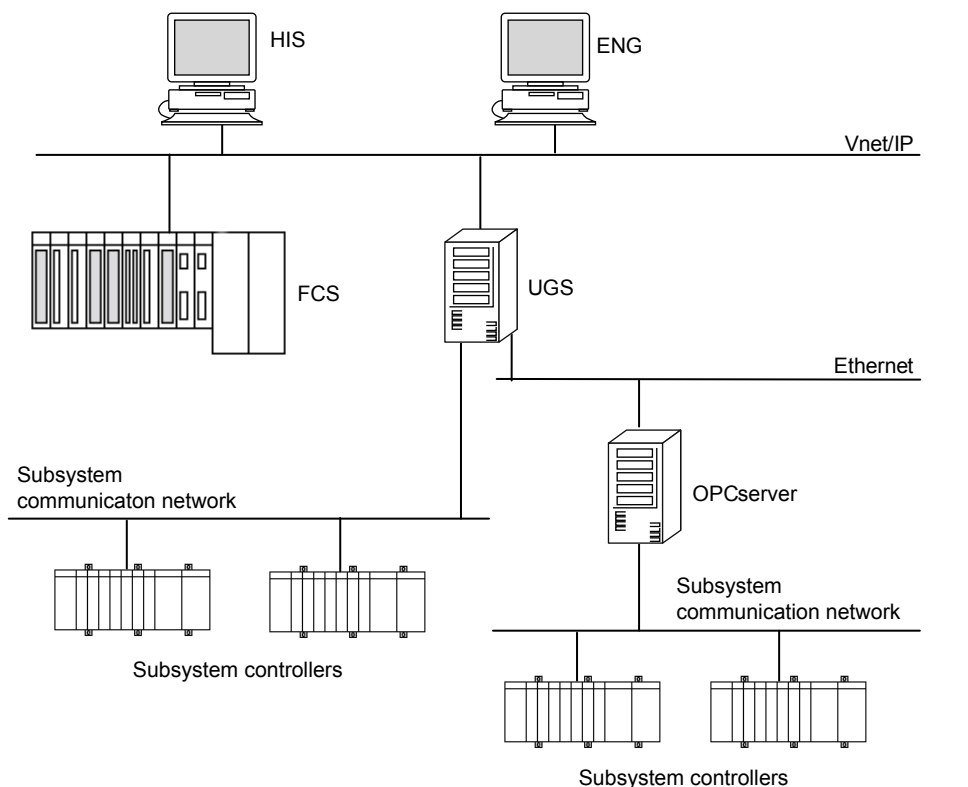 HIS
ENG
Vnet/IP
FCS
UGS
Ethernet
Subsystem
communicaton network
OPCserver
Subsystem
communication network
Subsystem controllers
Subsystem controllers